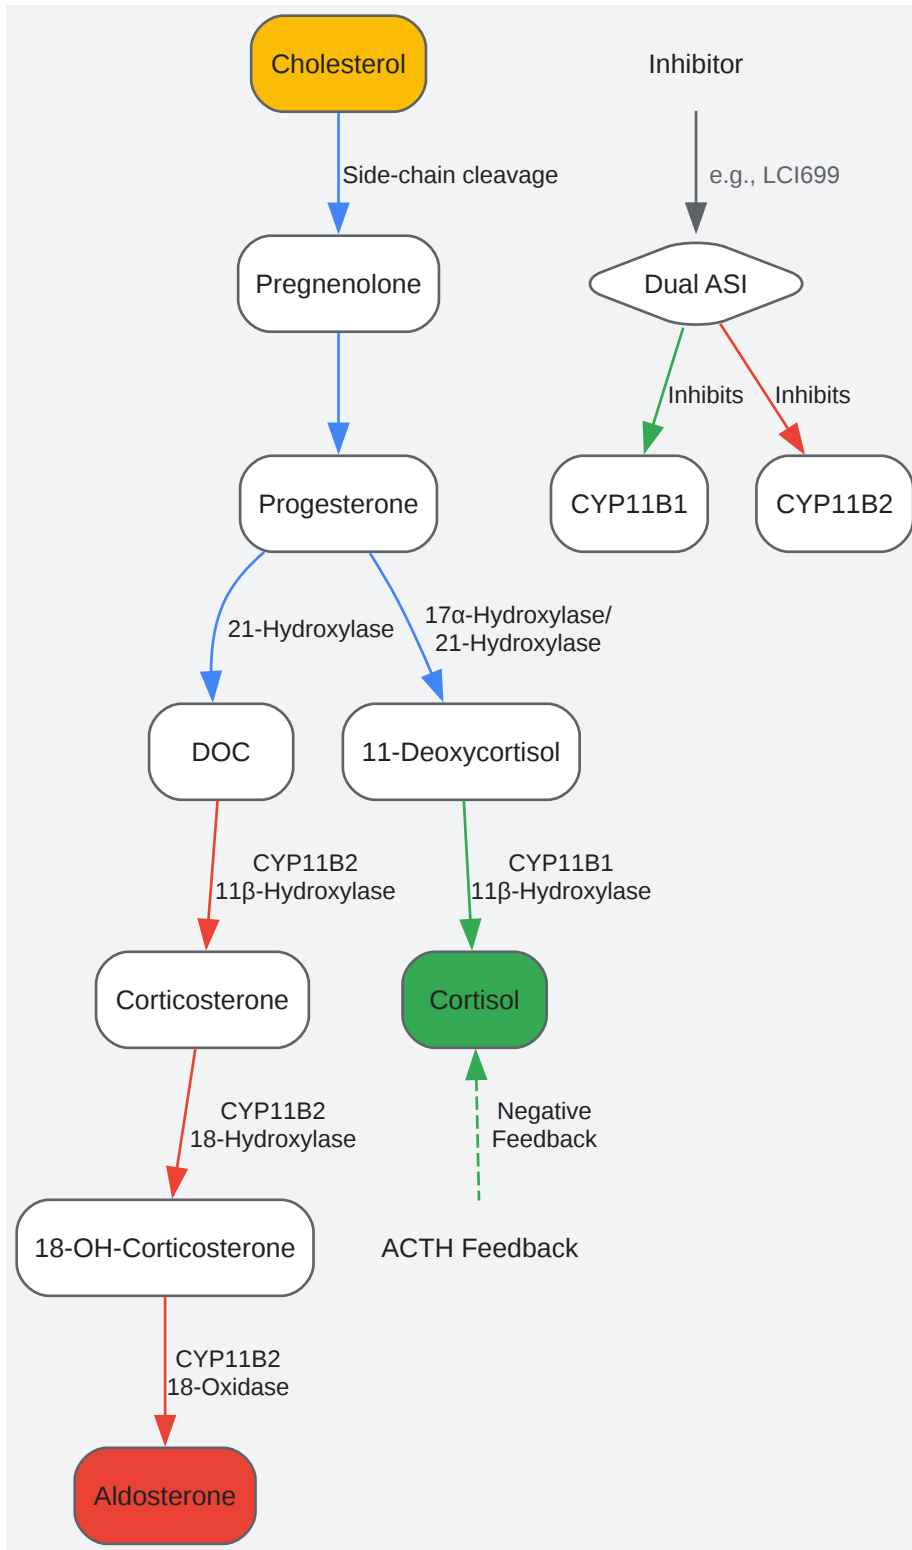 Cholesterol
Inhibitor
Side-chain cleavage
e.g., LCI699
Pregnenolone
Dual ASI
Inhibits
Inhibits
Progesterone
CYP11B1
CYP11B2
21-Hydroxylase
17α-Hydroxylase/
21-Hydroxylase
DOC
11-Deoxycortisol
CYP11B2
11β-Hydroxylase
CYP11B1
11β-Hydroxylase
Corticosterone
Cortisol
CYP11B2
18-Hydroxylase
Negative
Feedback
18-OH-Corticosterone
ACTH Feedback
CYP11B2
18-Oxidase
Aldosterone